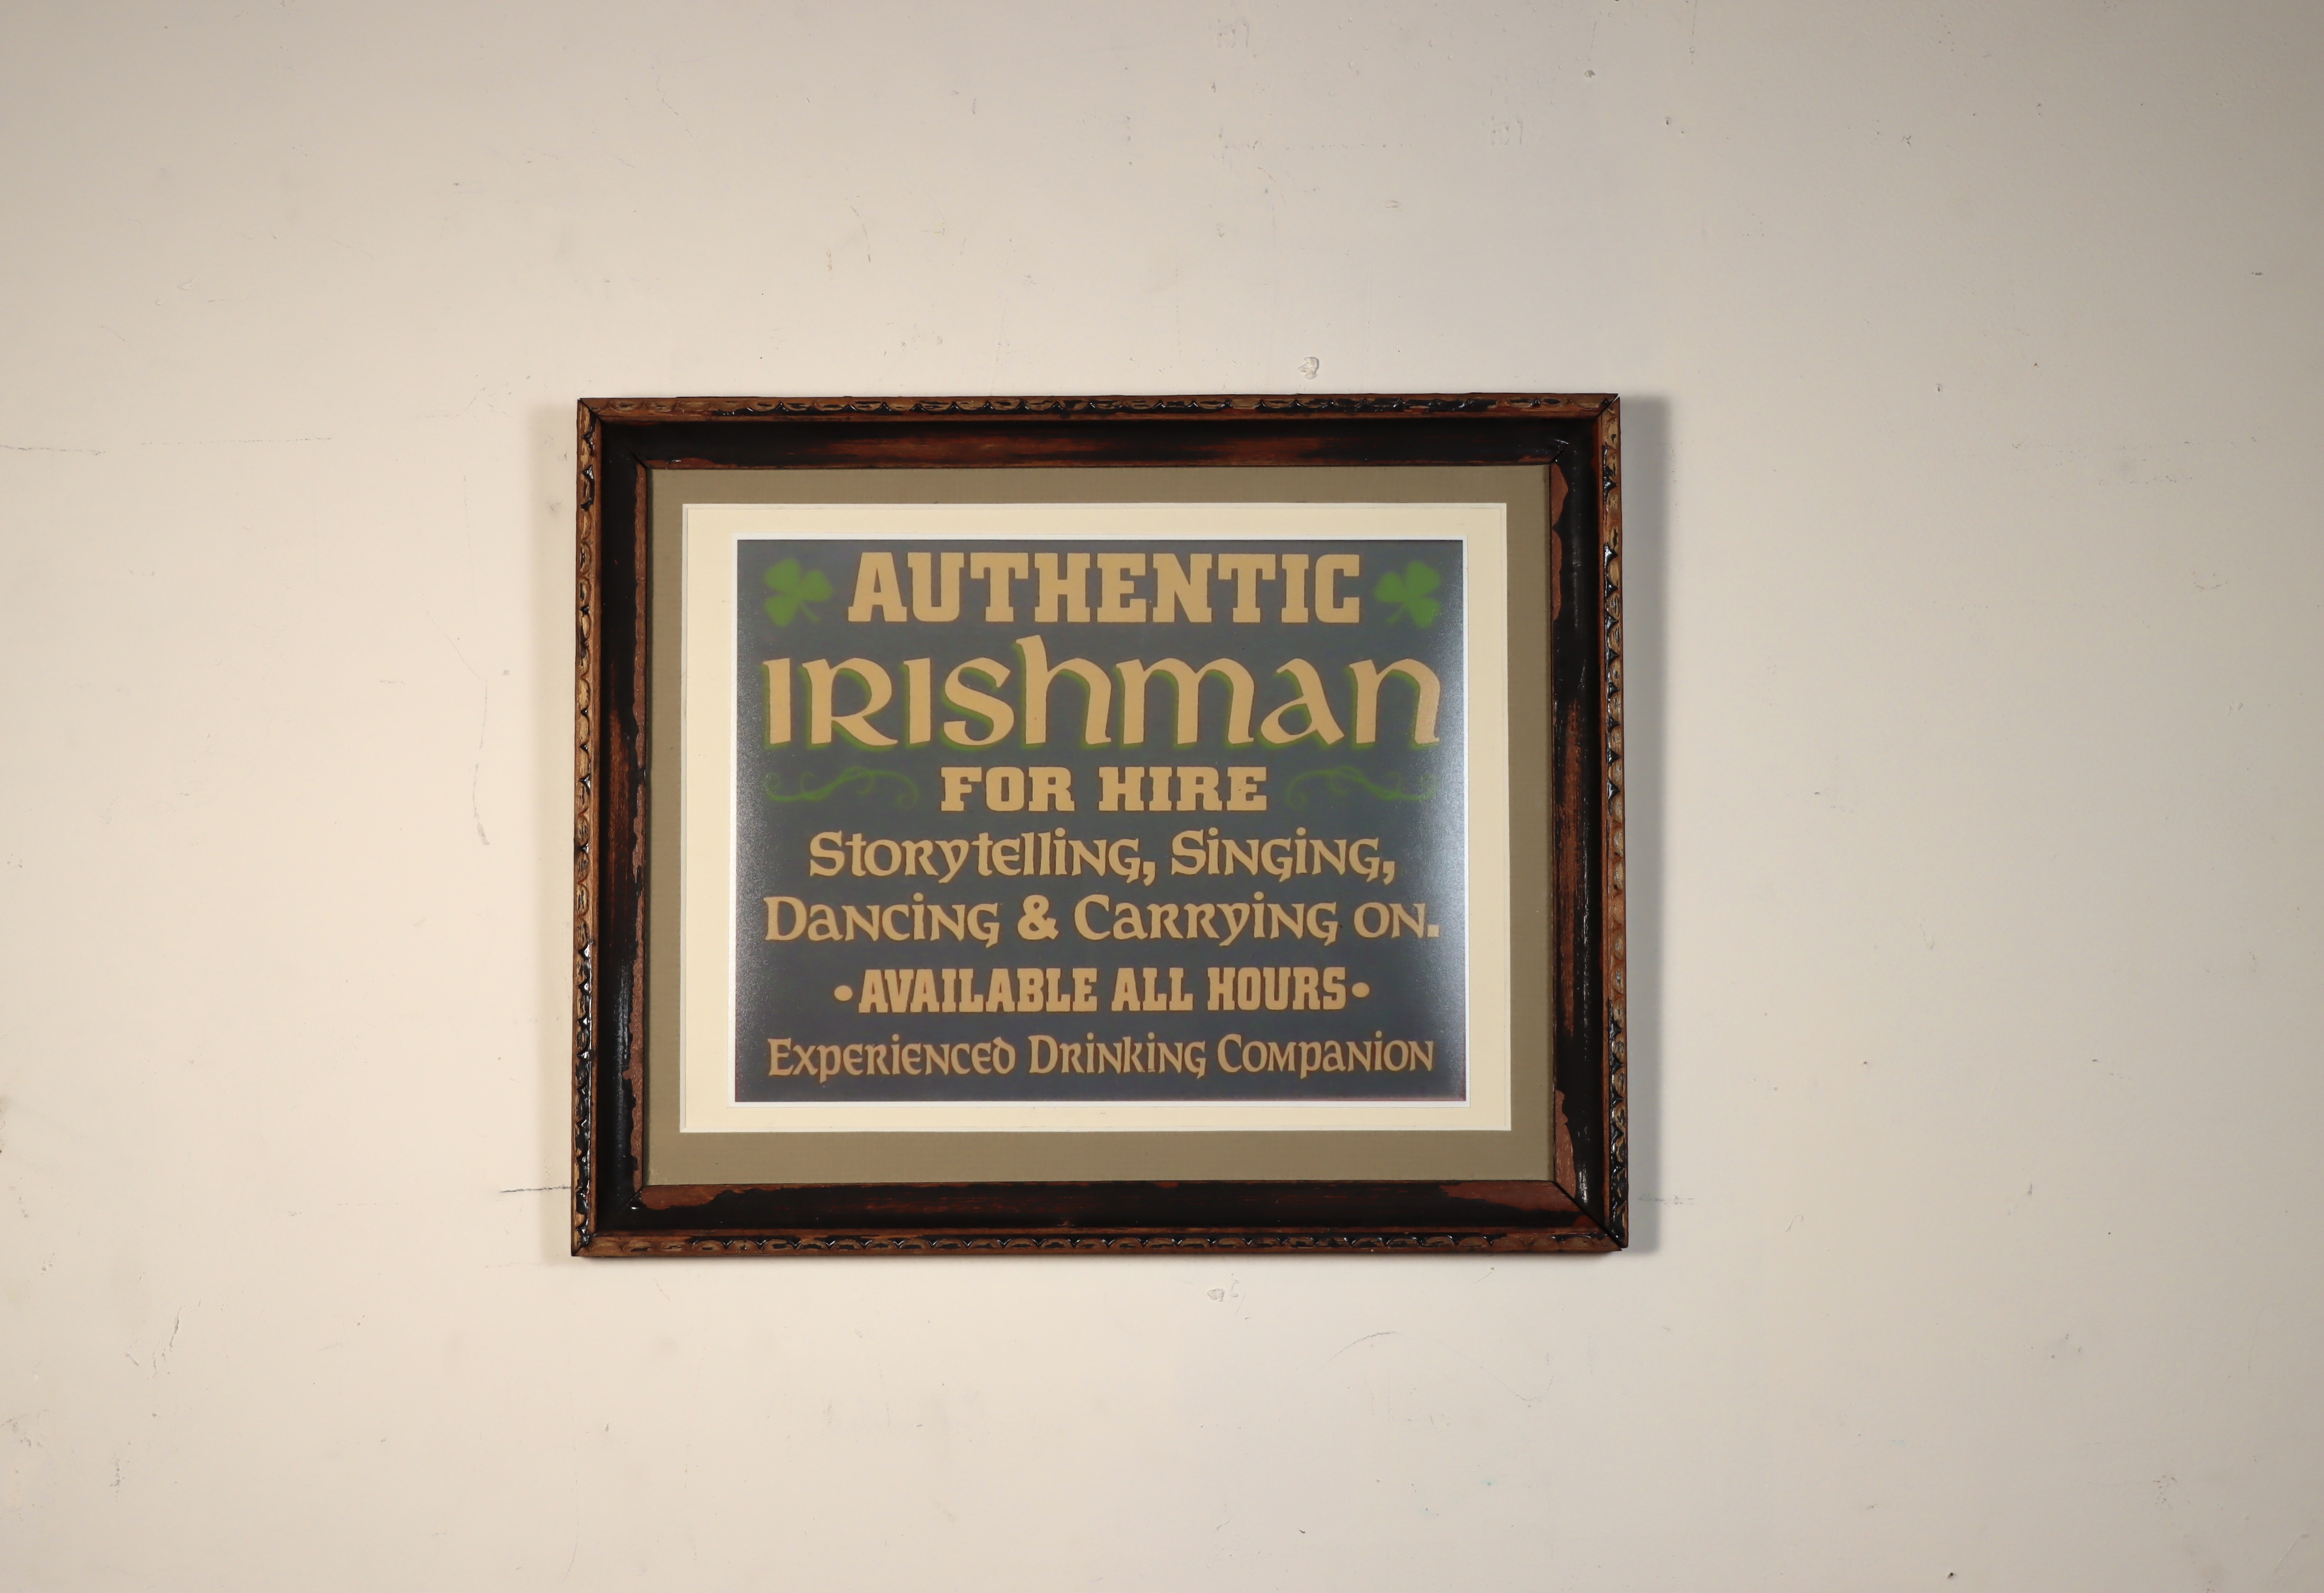 AUTHENTIC
IRIShman
FOR HIRE
Storytelling, Singing,
Dancing & Carrying on.
•AVAILABLE ALL HOURS•
Experienced Drinking Companion